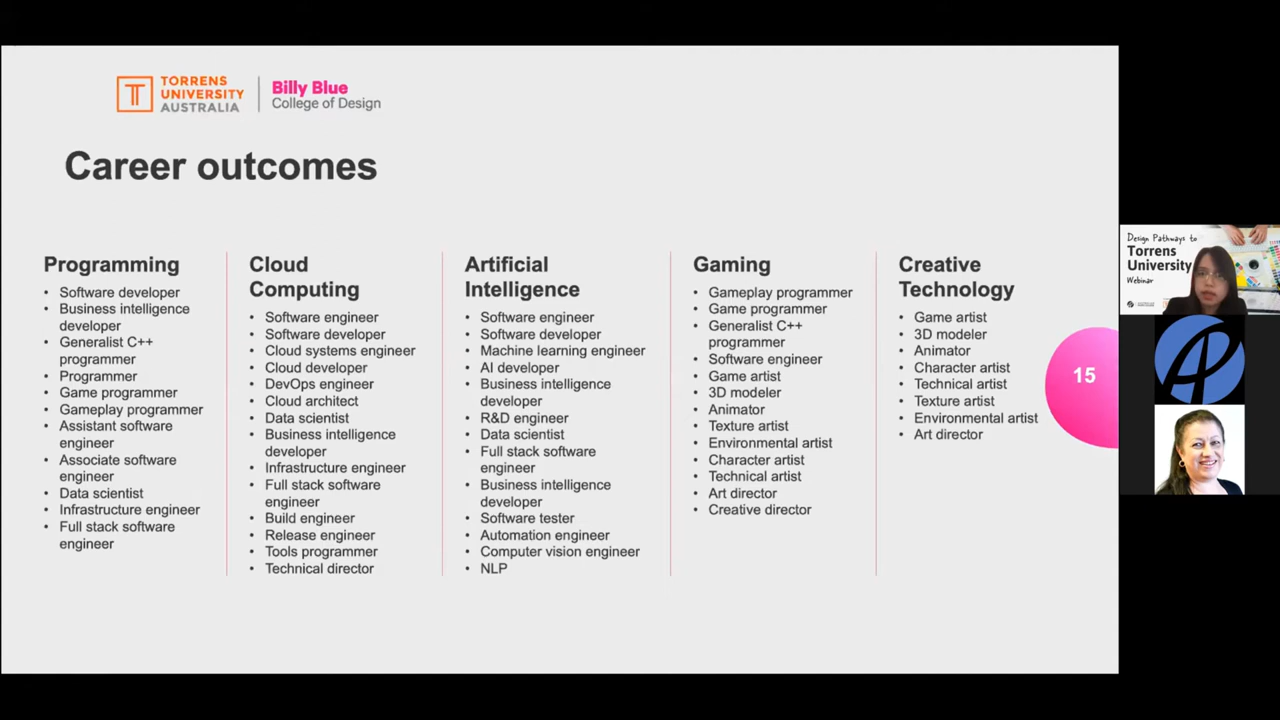 TORRENS
UNIVERSITY
AUSTRALIA
Billy Blue
College of Design
Career outcomes
Programming
• Software developer
• Business intelligence
developer
• Generalist C++
programmer
• Programmer
• Game programmer
• Gameplay programmer
• Assistant software
engineer
• Associate software
engineer
• Data scientist
• Infrastructure engineer
• Full stack software
engineer
Cloud
Computing
• Software engineer
• Software developer
• Cloud systems engineer
• Cloud developer
• DevOps engineer
• Cloud architect
• Data scientist
• Business intelligence
developer
• Infrastructure engineer
• Full stack software
engineer
• Build engineer
• Release engineer
• Tools programmer
• Technical director
Artificial
Intelligence
• Software engineer
• Software developer
• Machine learning engineer
• AI developer
• Business intelligence
developer
• R&D engineer
• Data scientist
• Full stack software
engineer
• Business intelligence
developer
• Software tester
• Automation engineer
• Computer vision engineer
• NLP
Gaming
• Gameplay programmer
• Game programmer
• Generalist C++
programmer
• Software engineer
• Game artist
• 3D modeler
• Animator
• Texture artist
• Environmental artist
• Character artist
• Technical artist
• Art director
• Creative director
Creative
Technology
• Game artist
• 3D modeler
• Animator
• Character artist
• Technical artist
• Texture artist
• Environmental artist
• Art director
15
Design Pathways to
Torrens
University
Webinar